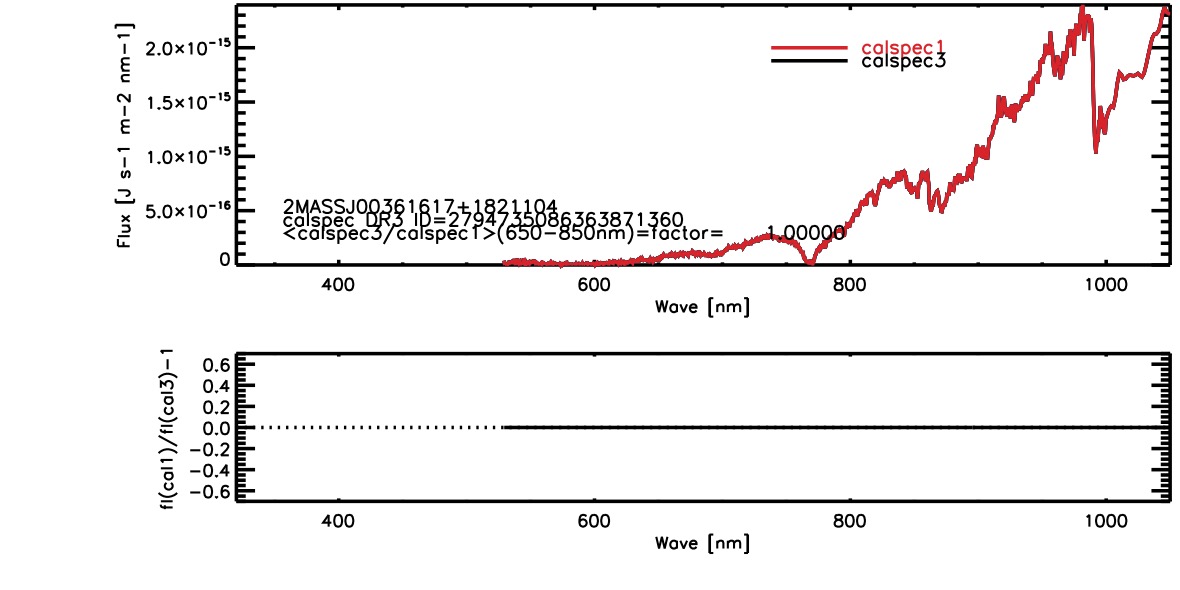 Flux [J s−1 m−2 nm−1]
2.0×10⁻¹⁵
1.5×10⁻¹⁵
1.0×10⁻¹⁵
5.0×10⁻¹⁶
0
calspec1
calspec3
2MASSJ00361617+1821104
calspec DR3 ID=2794735086363871360
<calspec3/calspec1>(650−850nm)=factor= 1.00000
400 600 800 1000
Wave [nm]
fl(cal1)/fl(cal3)−1
0.6
0.4
0.2
0.0
−0.2
−0.4
−0.6
400 600 800 1000
Wave [nm]